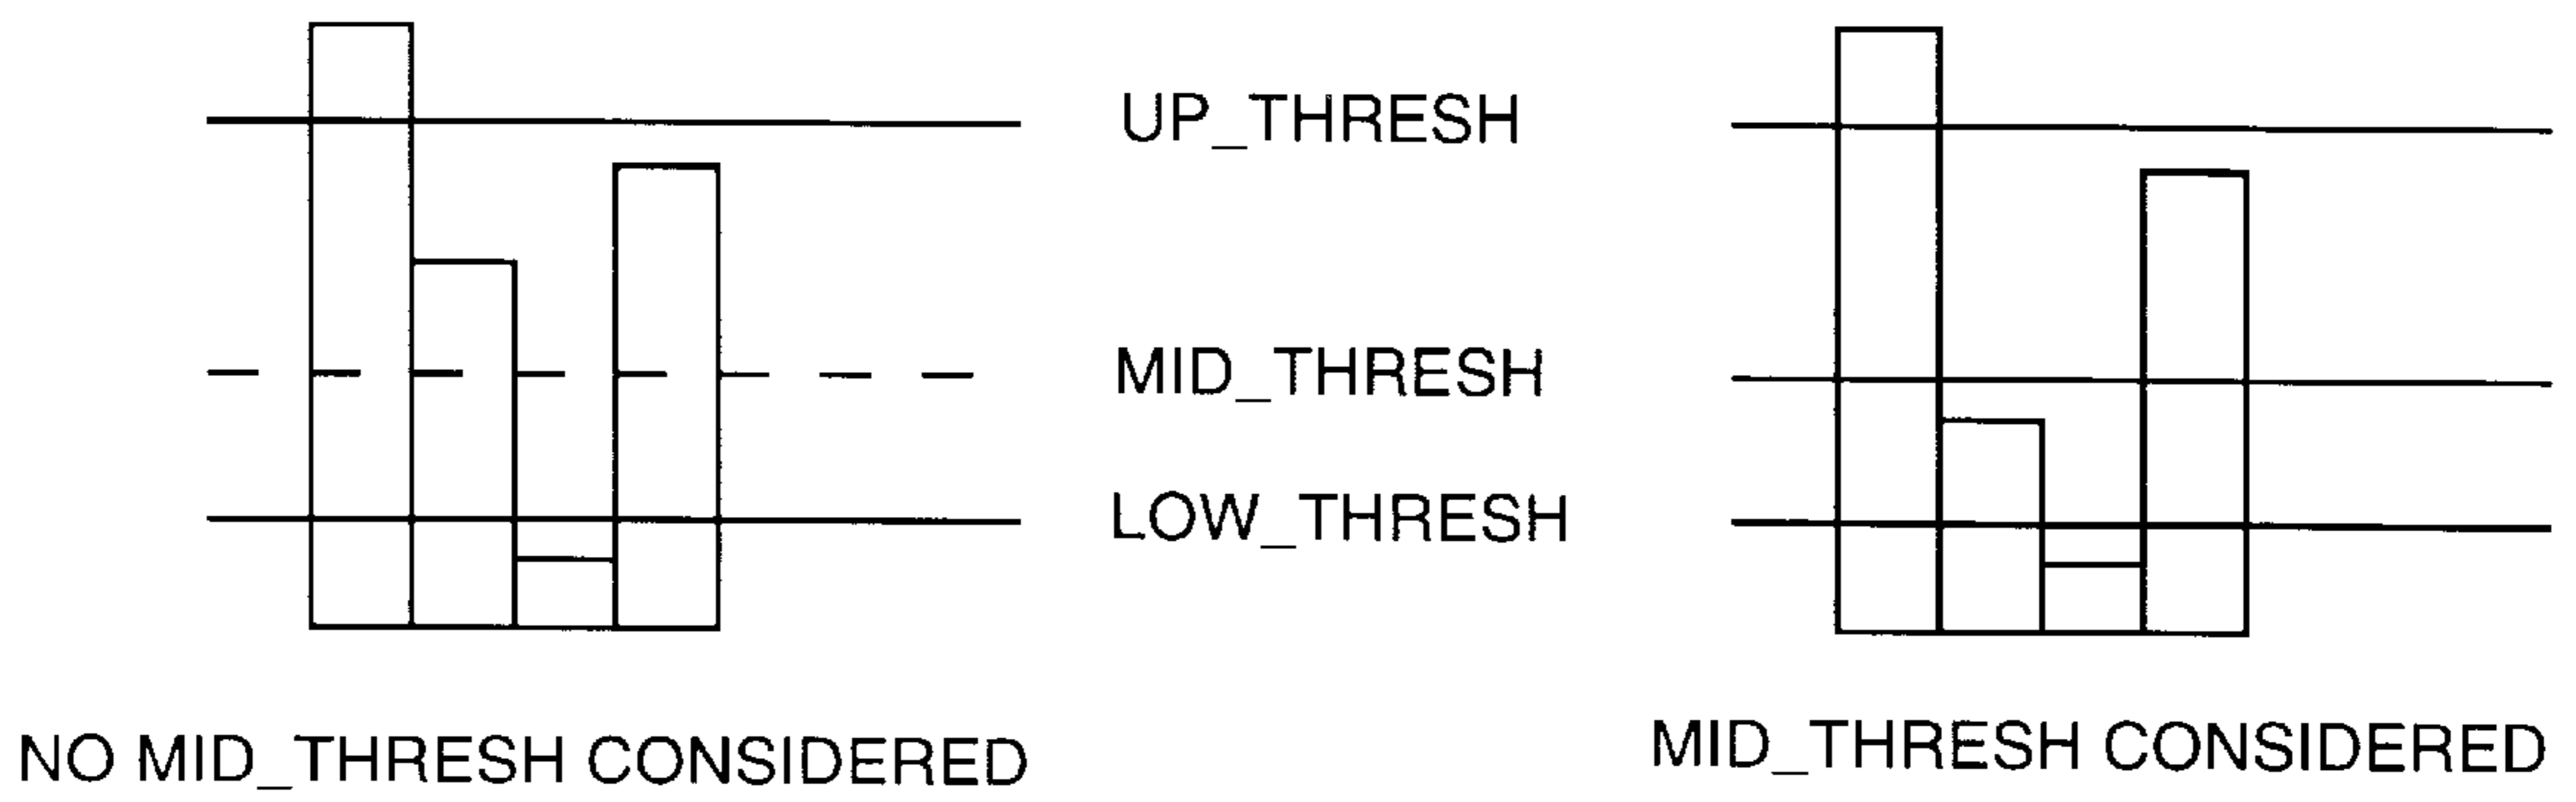 UP_THRESH
MID_THRESH
LOW_THRESH
NO MID_THRESH CONSIDERED
MID_THRESH CONSIDERED